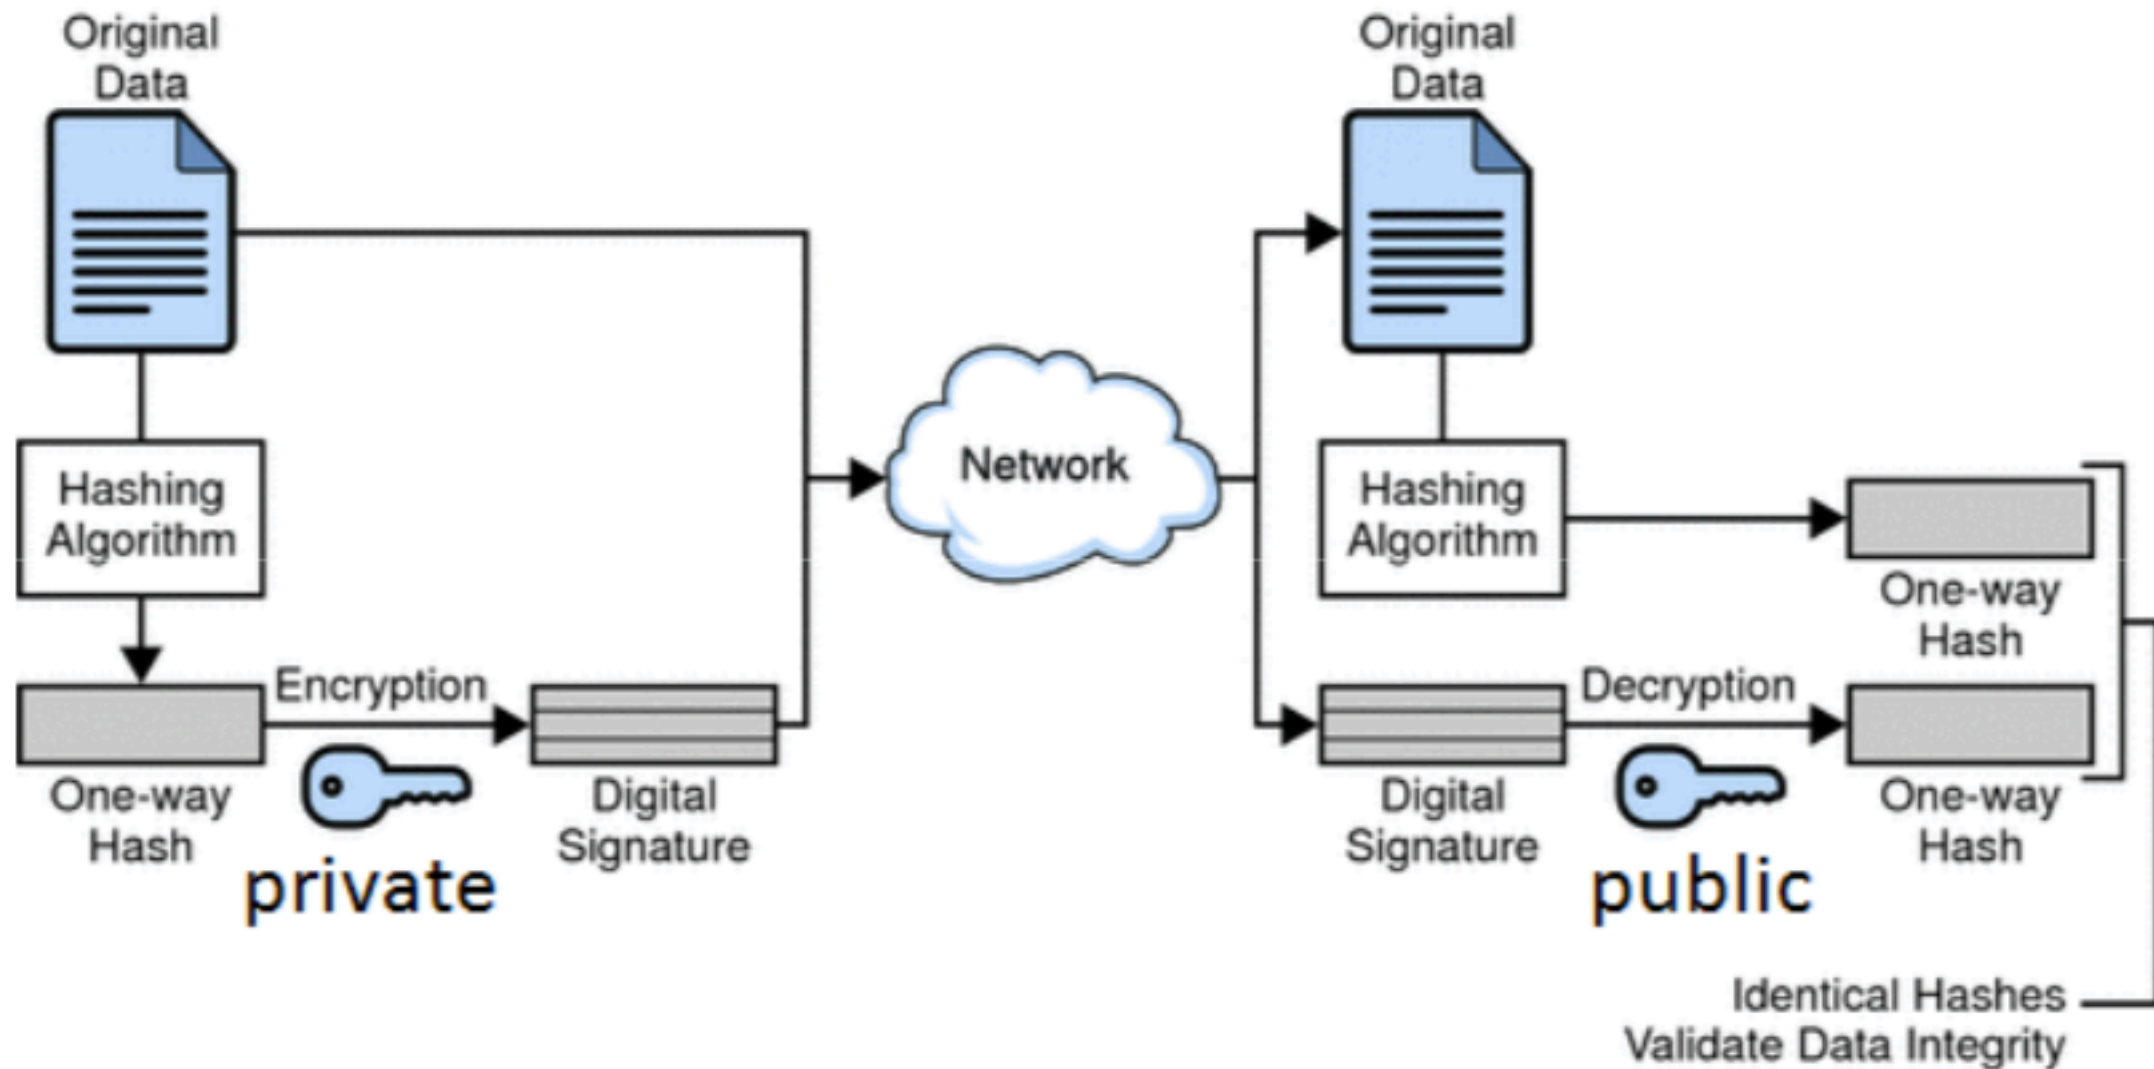 Original
Data
Original
Data
Hashing
Algorithm
Network
Hashing
Algorithm
One-way
Hash
Encryption
Decryption
One-way
Hash
private
Digital
Signature
Digital
Signature
public
One-way
Hash
Identical Hashes
Validate Data Integrity